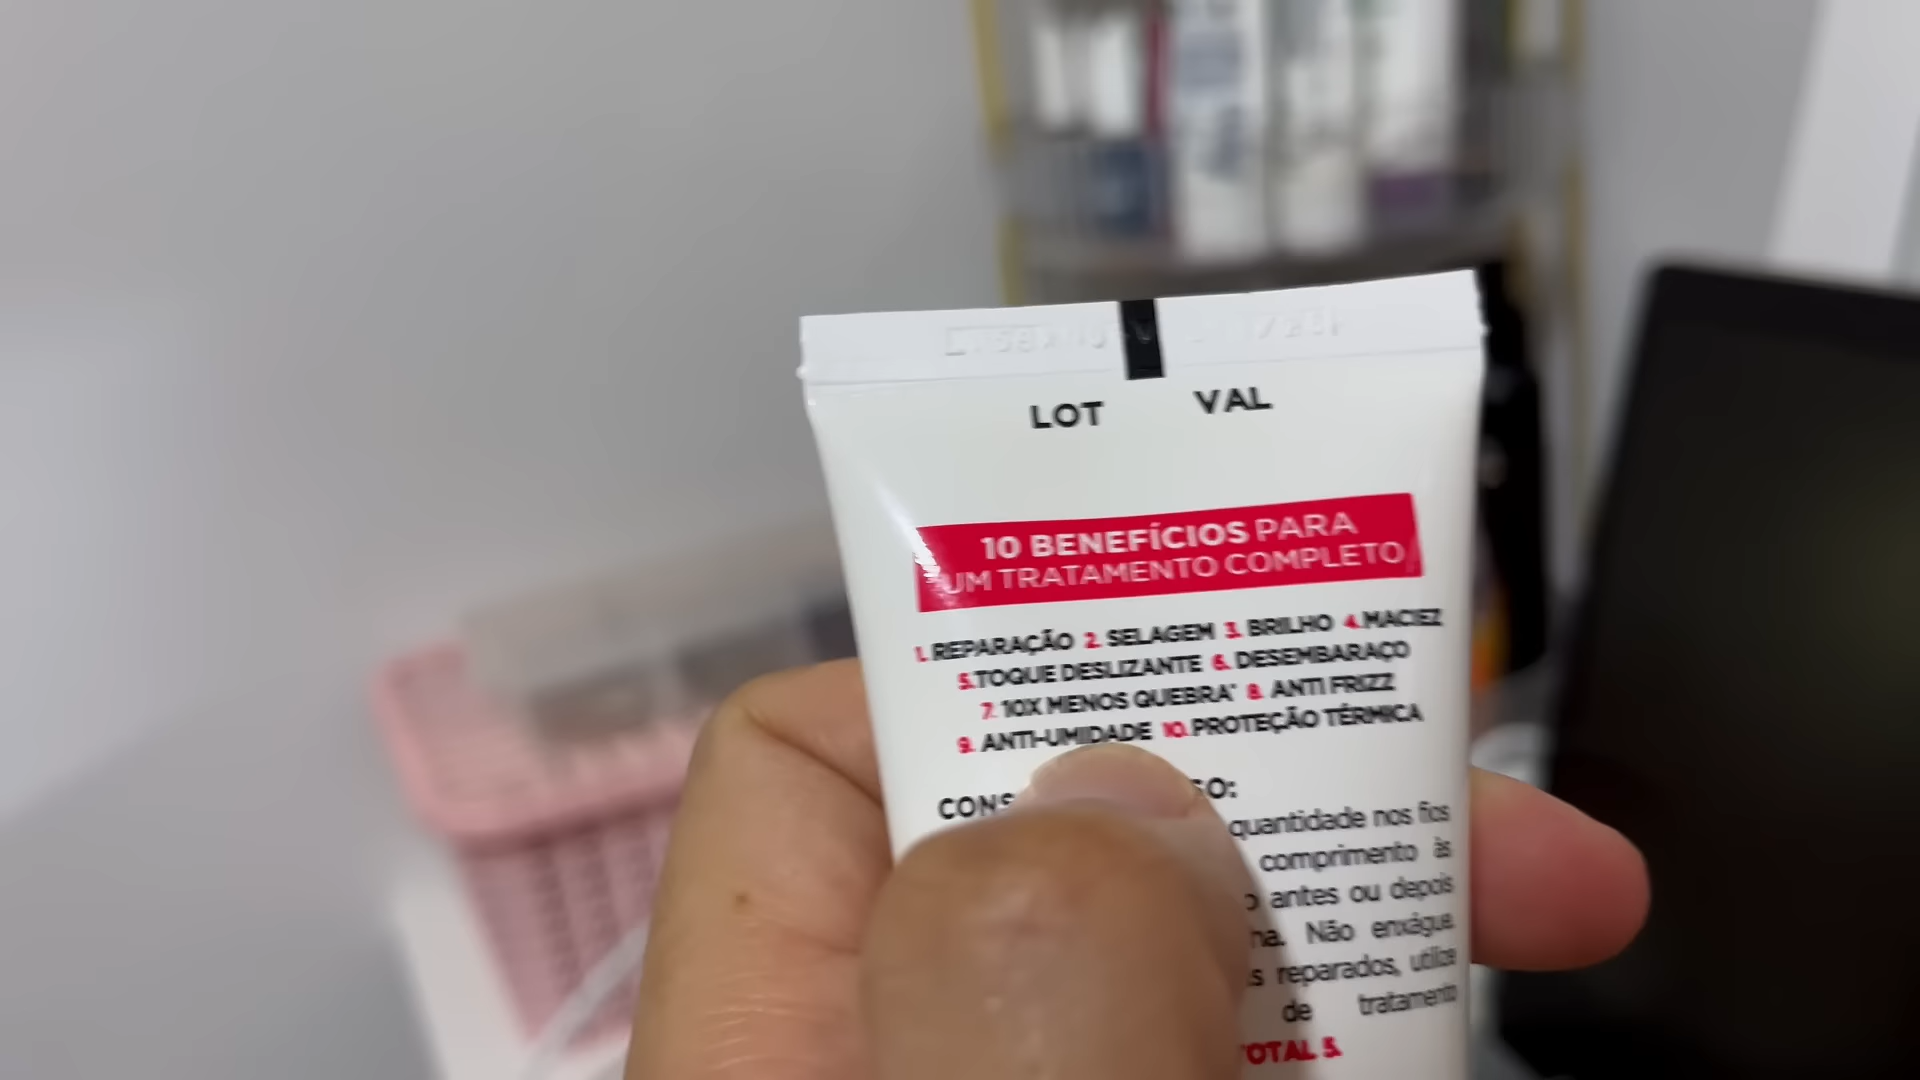 LOT VAL
10 BENEFÍCIOS PARA
UM TRATAMENTO COMPLETO
1. REPARAÇÃO 2. SELAGEM 3. BRILHO 4. MACIEZ
5. TOQUE DESLIZANTE 6. DESEMBARAÇO
7. 10X MENOS QUEBRA* 8. ANTI FRIZZ
9. ANTI-UMIDADE 10. PROTEÇÃO TÉRMICA
quantidade nos fios
comprimento às
antes ou depois
Não enxágue.
reparados, utilize
de tratamento
TOTAL 5.